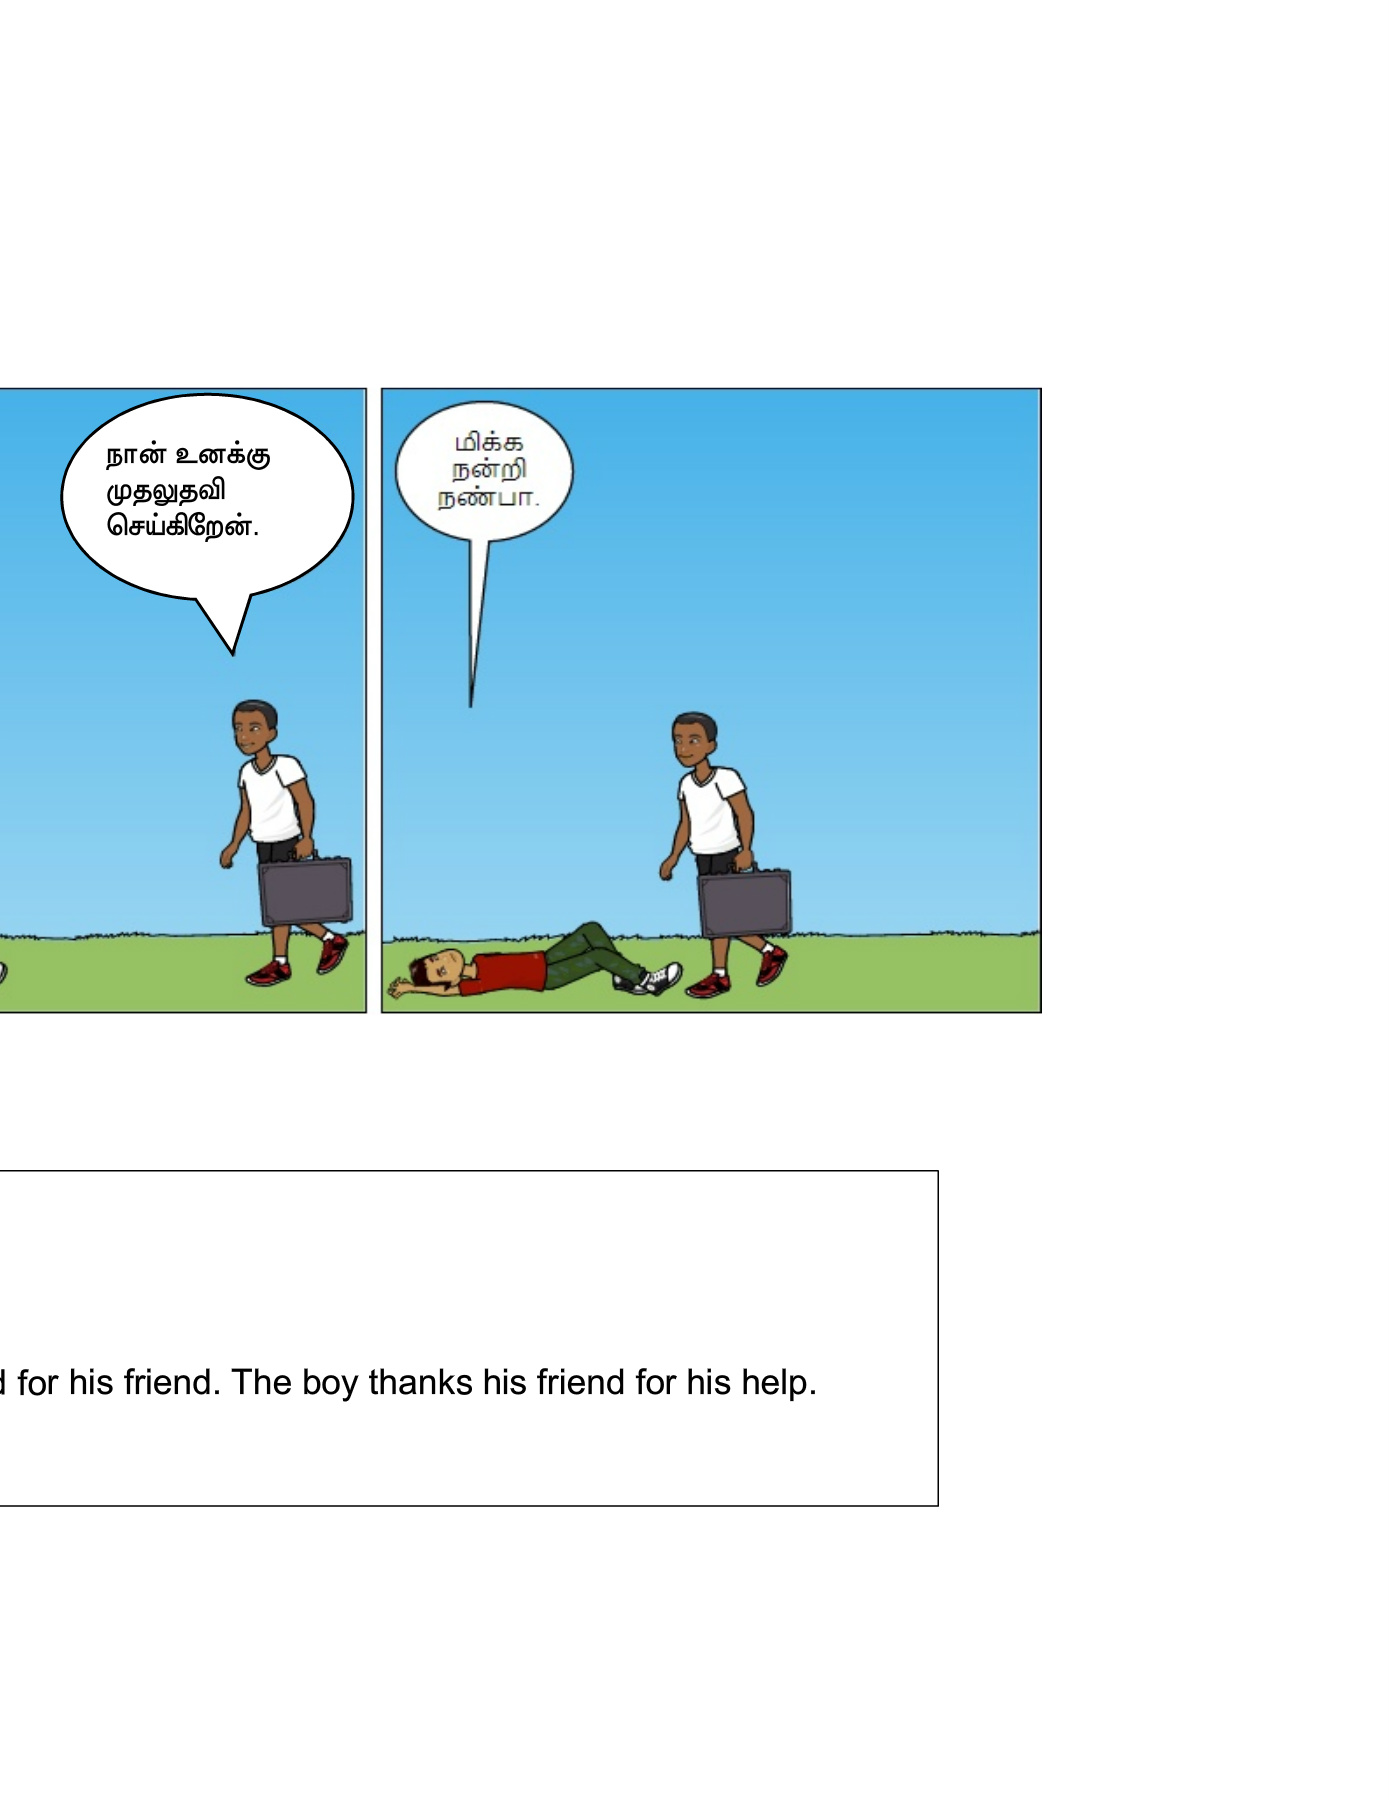 நான் உனக்கு
முதலுதவி
செய்கிறேன்.
மிக்க
நன்றி
நண்பா.
for his friend. The boy thanks his friend for his help.